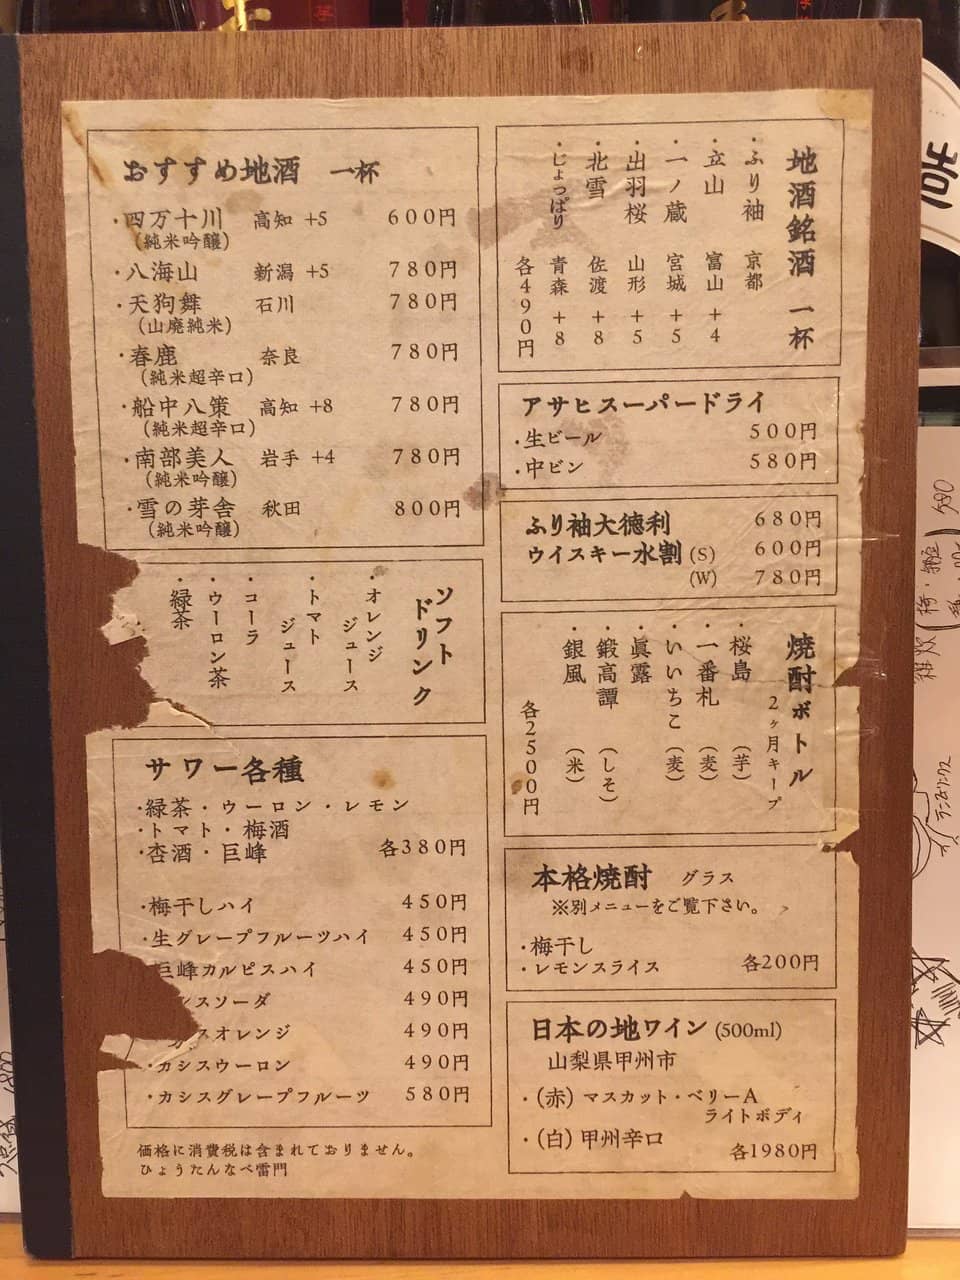 おすすめ地酒 一杯
・四万十川 高知 +5 600円
(純米吟醸)
・八海山 新潟 +5 780円
・天狗舞 石川 780円
(山廃純米)
・春鹿 奈良 780円
(純米超辛口)
・船中八策 高知 +8 780円
(純米超辛口)
・南部美人 岩手 +4 780円
(純米吟醸)
・雪の芽舎 秋田 800円
(純米吟醸)
地酒銘酒 一杯
・ふり袖 京都
・立山 富山 +4
・一ノ蔵 宮城 +5
・出羽桜 山形 +5
・北雪 佐渡 +8
・じょっぱり 青森 +8
各490円
アサヒスーパードライ
・生ビール 500円
・中ビン 580円
ふり袖大徳利 680円
ウイスキー水割 (S) 600円
(W) 780円
ソフト
ドリンク
・オレンジ
ジュース
・トマト
ジュース
・コーラ
・ウーロン茶
・緑茶
焼酎ボトル
2ヶ月キープ
・桜島 (芋)
・一番札 (麦)
・いいちこ (麦)
・眞露
・鍛高譚 (しそ)
・銀風 (米)
各2500円
サワー各種
・緑茶・ウーロン・レモン
・トマト・梅酒
・杏酒・巨峰 各380円
・梅干しハイ 450円
・生グレープフルーツハイ 450円
巨峰カルピスハイ 450円
スソーダ 490円
スオレンジ 490円
・カシスウーロン 490円
・カシスグレープフルーツ 580円
価格に消費税は含まれておりません。
ひょうたんなべ雷門
本格焼酎 グラス
※別メニューをご覧下さい。
・梅干し
・レモンスライス 各200円
日本の地ワイン (500ml)
山梨県甲州市
・(赤) マスカット・ベリーA
ライトボディ
・(白) 甲州辛口
各1980円